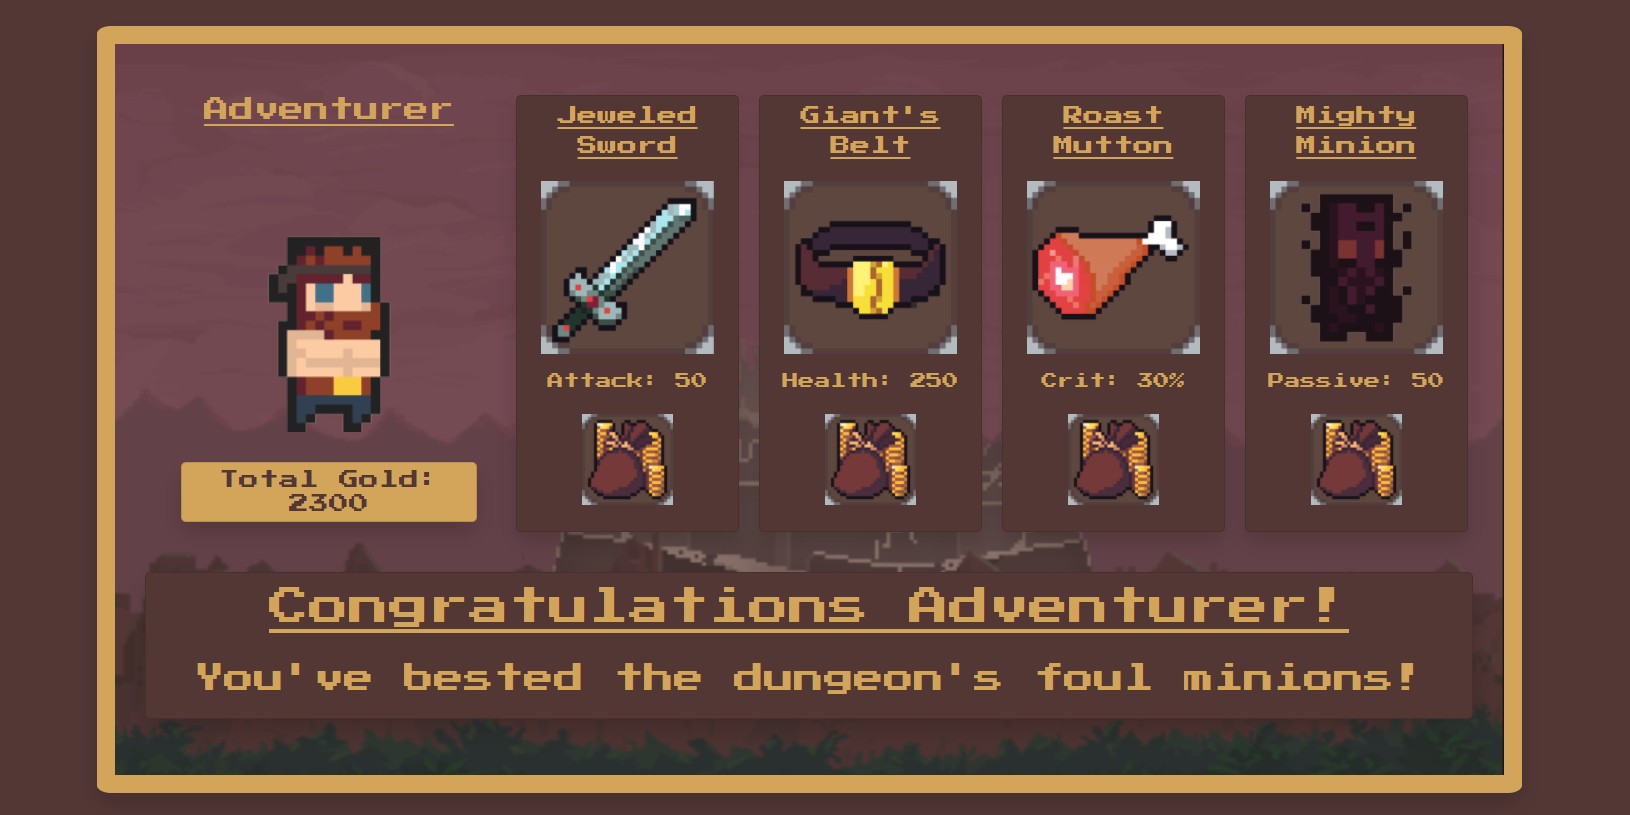 Adventurer
Total Gold:
2300
Jeweled
Sword
Attack: 50
Giant's
Belt
Health: 250
Roast
Mutton
Crit: 30%
Mighty
Minion
Passive: 50
Congratulations Adventurer!
You've bested the dungeon's foul minions!